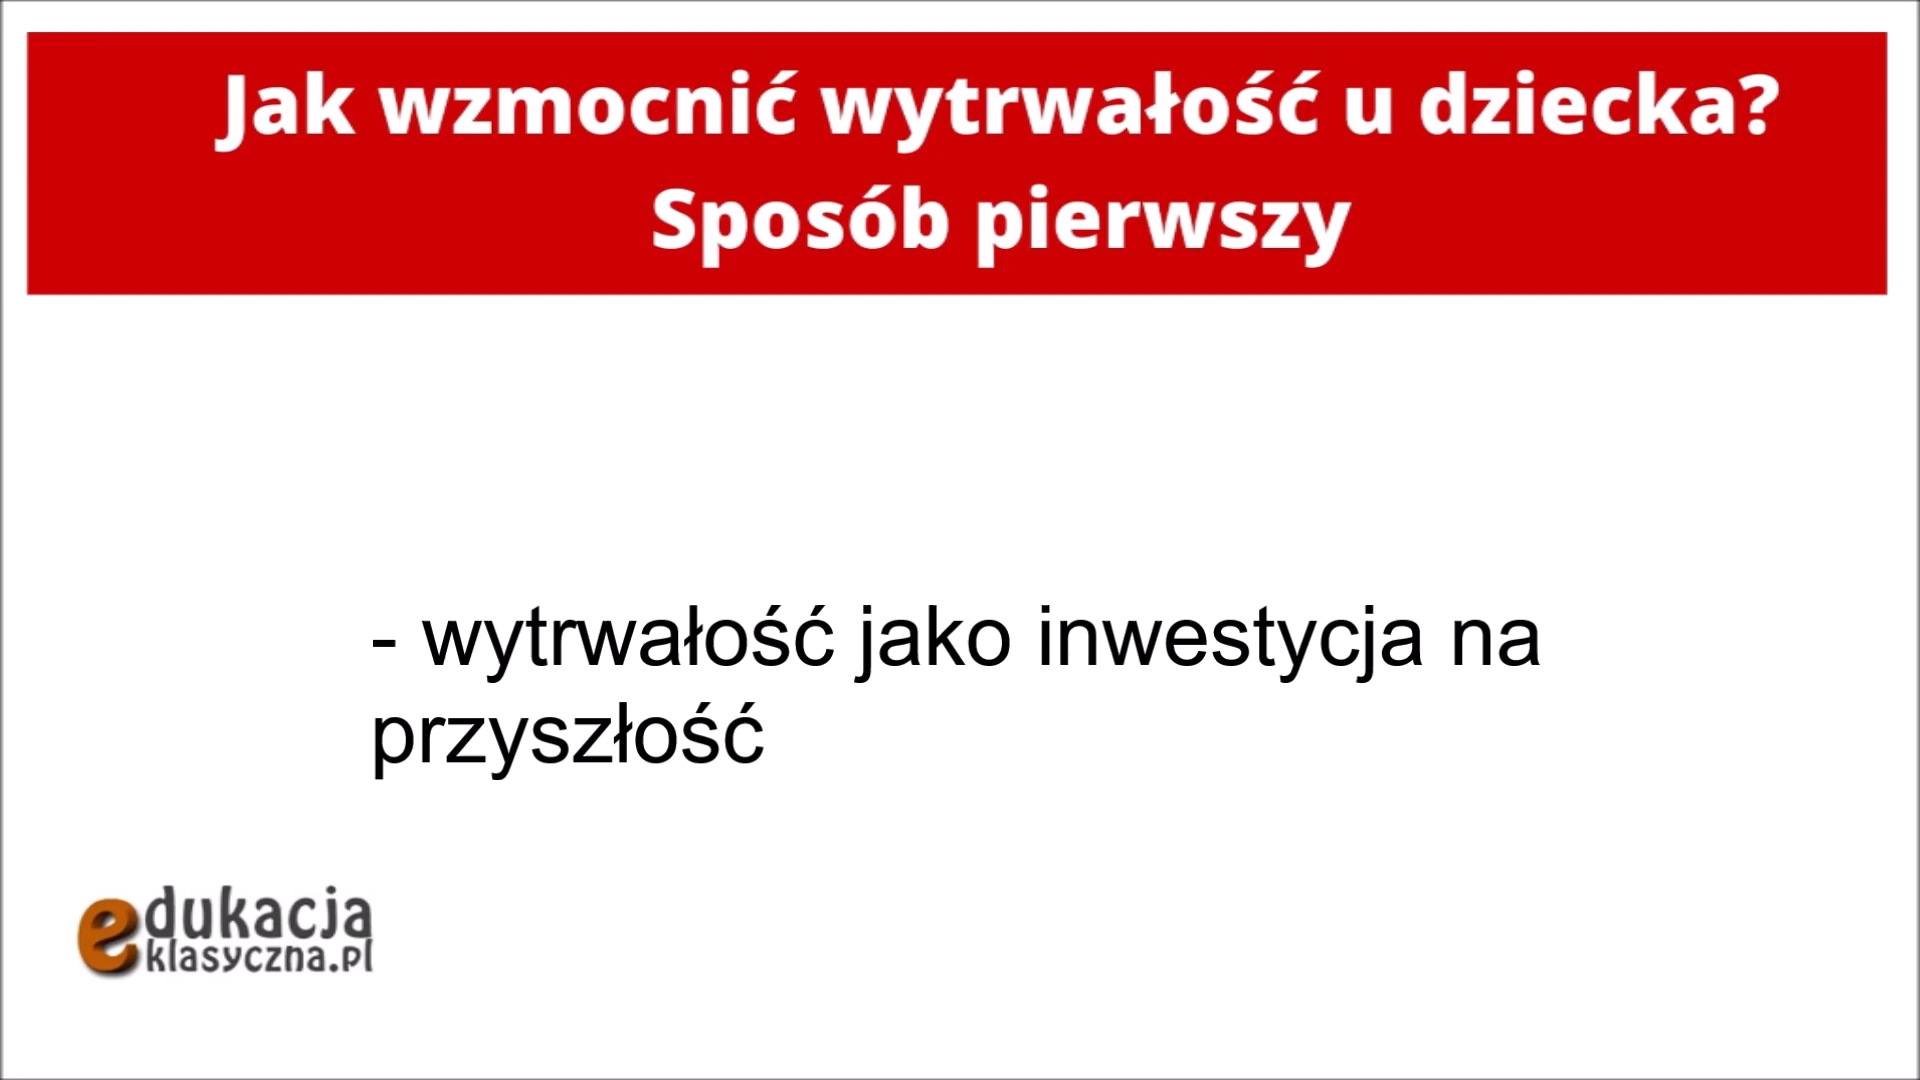 Jak wzmocnić wytrwałość u dziecka?
Sposób pierwszy
- wytrwałość jako inwestycja na
przyszłość
edukacja
klasyczna.pl